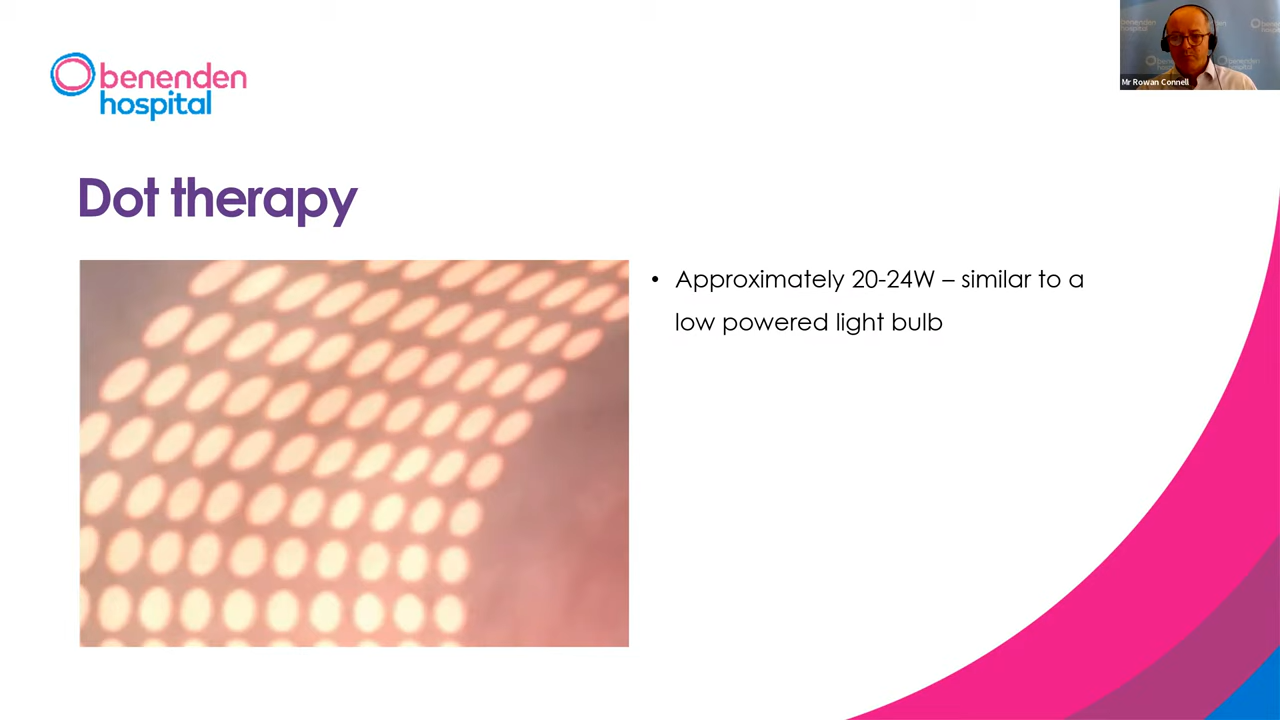 benenden
hospital
Mr Rowan Connell
Dot therapy
• Approximately 20-24W – similar to a
low powered light bulb